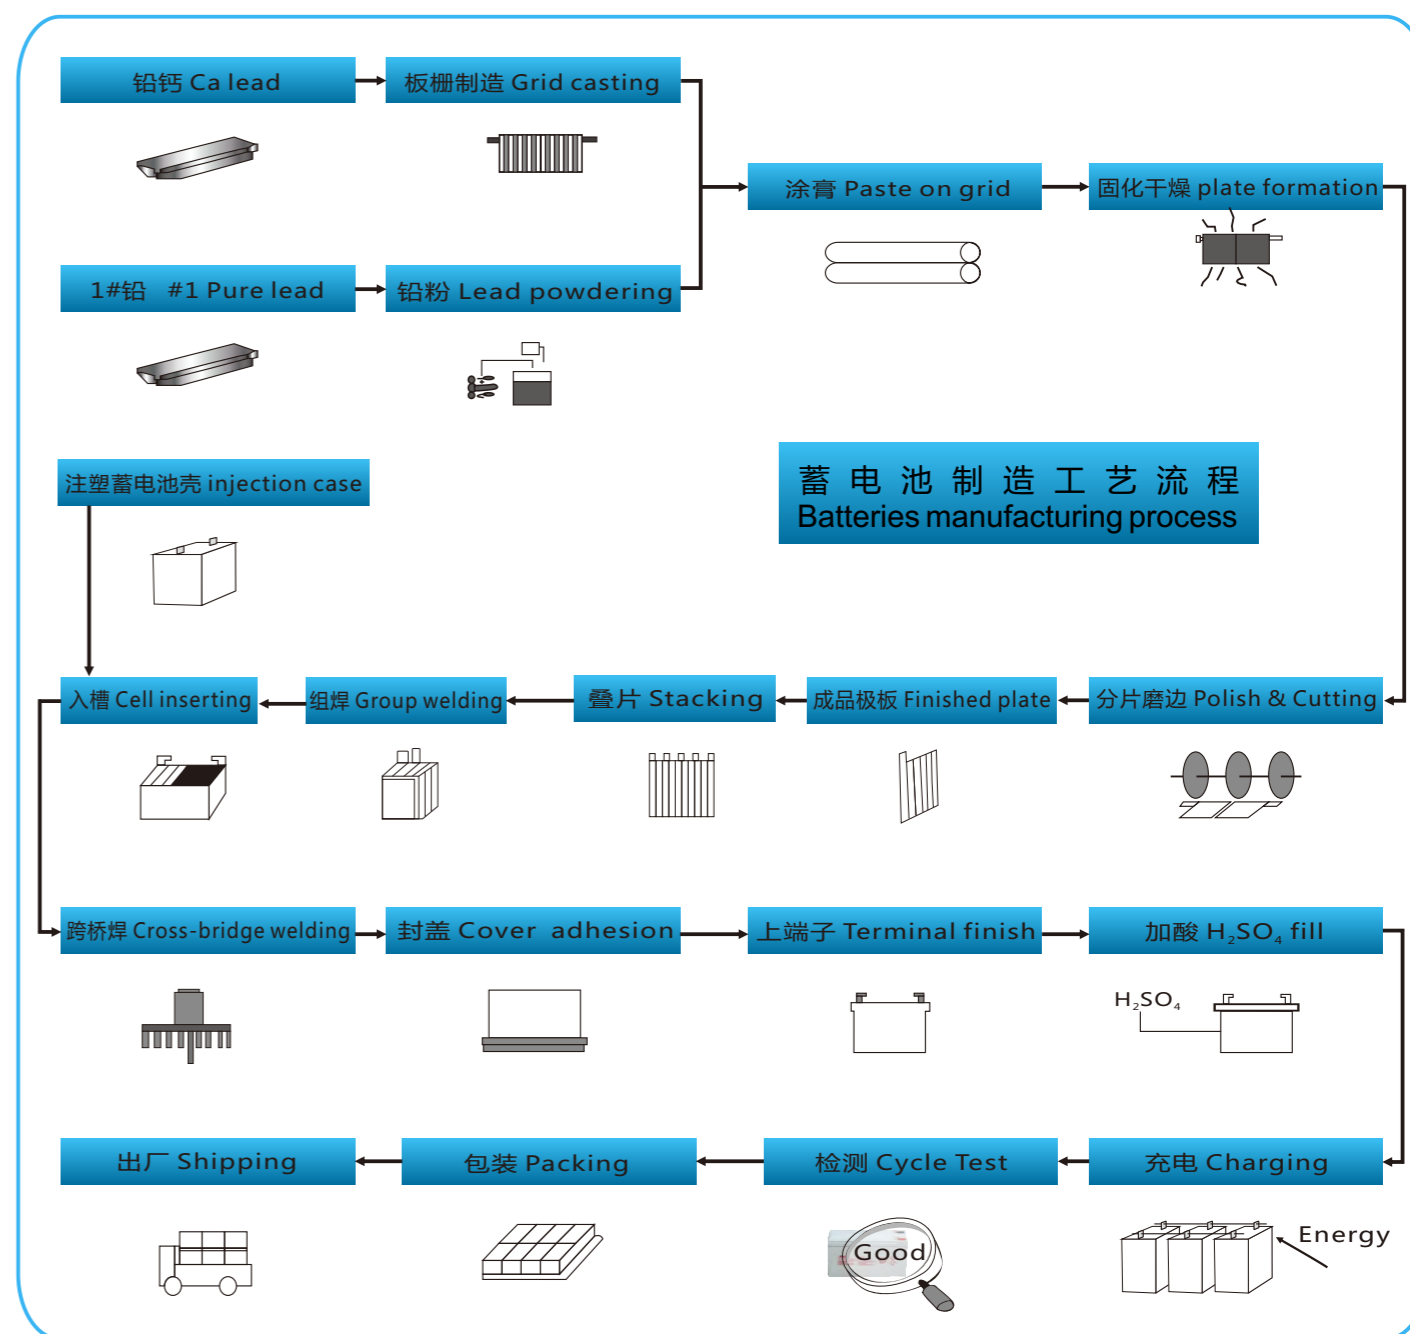 铅钙 Ca lead
板栅制造 Grid casting
涂膏 Paste on grid
固化干燥 plate formation
1#铅 #1 Pure lead
铅粉 Lead powdering
蓄电池制造工艺流程
Batteries manufacturing process
注塑蓄电池壳 injection case
入槽 Cell inserting
组焊 Group welding
叠片 Stacking
成品极板 Finished plate
分片磨边 Polish & Cutting
跨桥焊 Cross-bridge welding
封盖 Cover adhesion
上端子 Terminal finish
加酸 H₂SO₄ fill
H₂SO₄
出厂 Shipping
包装 Packing
检测 Cycle Test
充电 Charging
Good
Energy